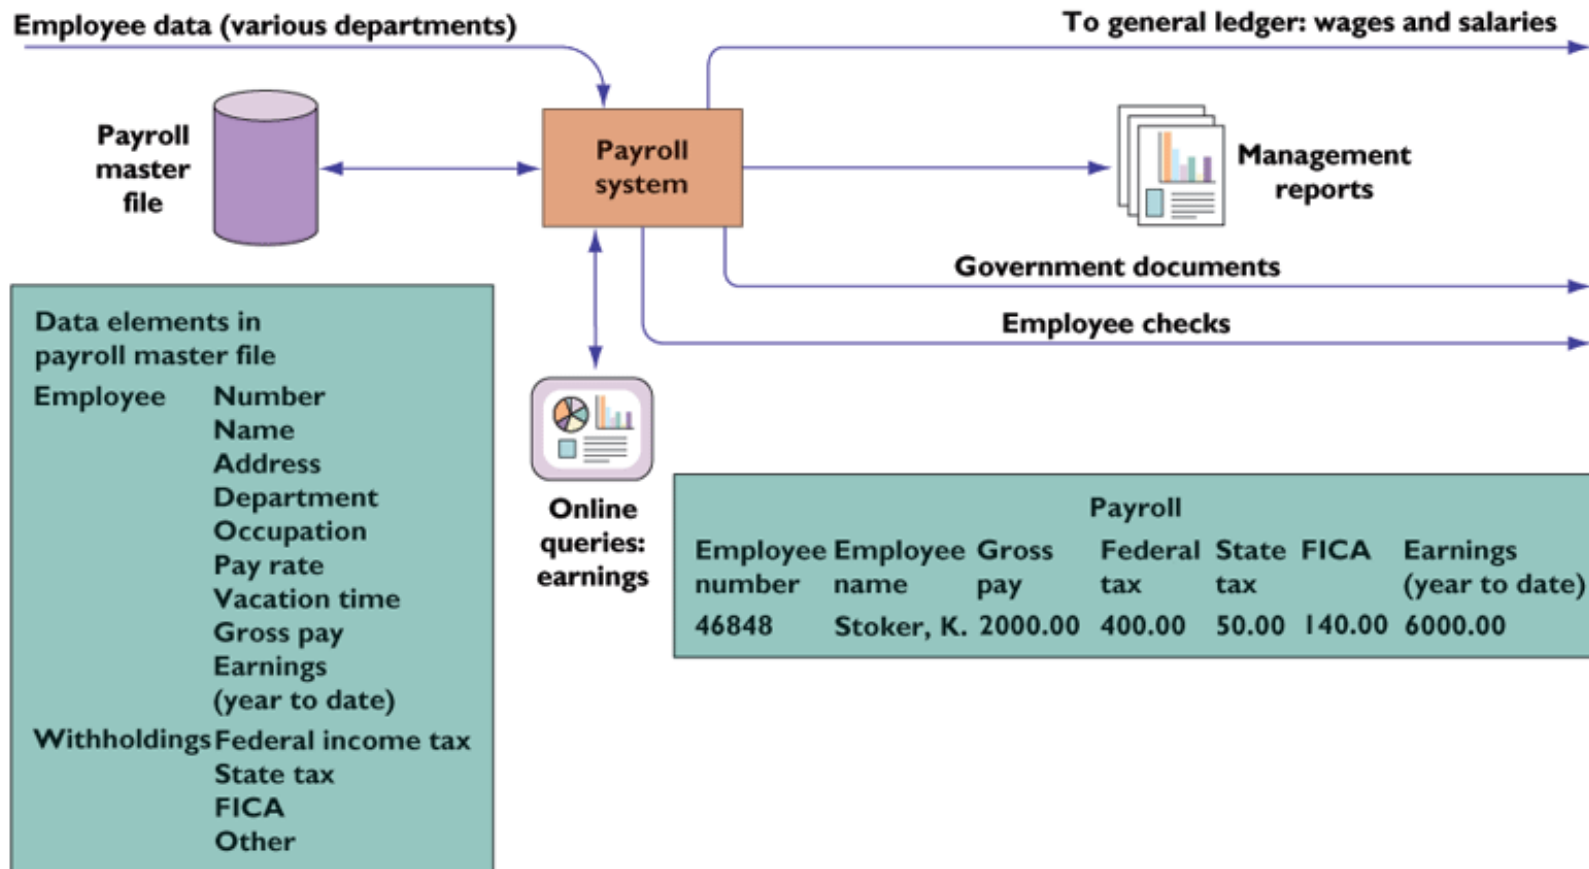 Employee data (various departments)
To general ledger: wages and salaries
Payroll
master
file
Payroll
system
Management
reports
Government documents
Employee checks
Data elements in
payroll master file
Employee Number
Name
Address
Department
Occupation
Pay rate
Vacation time
Gross pay
Earnings
(year to date)
Withholdings Federal income tax
State tax
FICA
Other
Online
queries:
earnings
Payroll
Employee Employee Gross Federal State FICA Earnings
number name pay tax tax (year to date)
46848 Stoker, K. 2000.00 400.00 50.00 140.00 6000.00